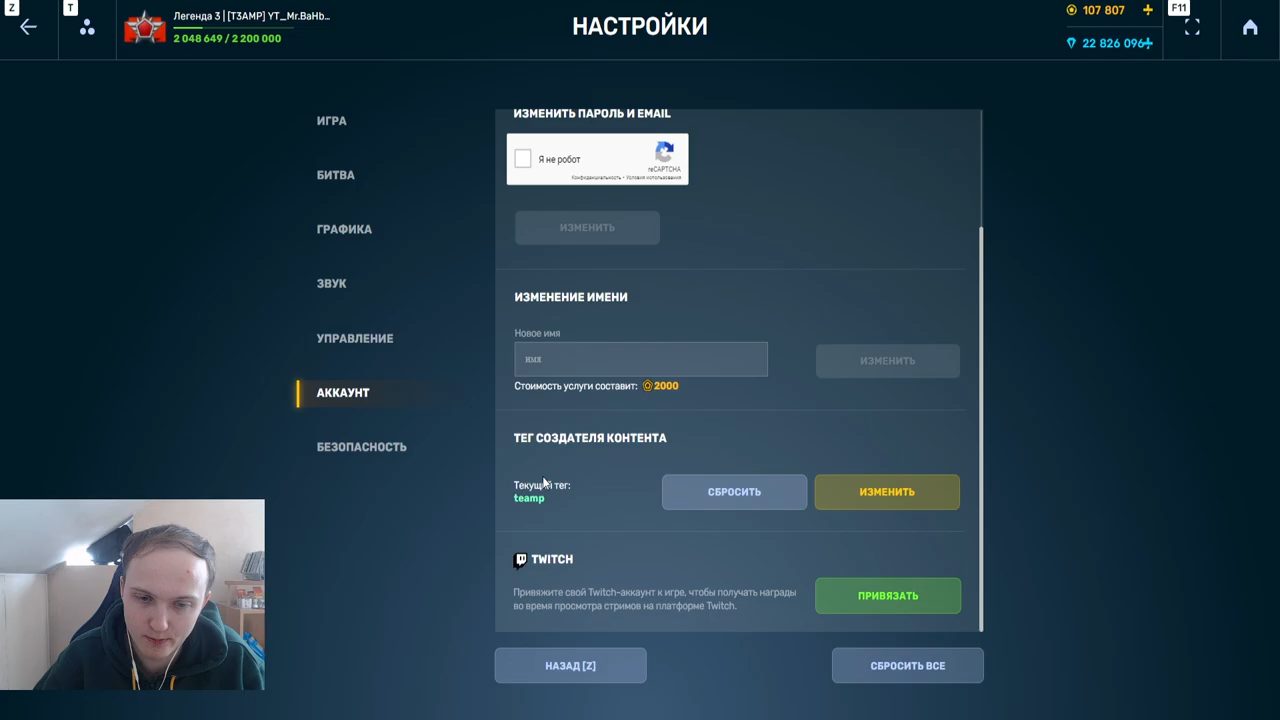 Z
T
Легенда 3 | [T3AMP] YT_Mr.BaHb...
2 048 649 / 2 200 000
НАСТРОЙКИ
107 807
22 826 096
F11
ИГРА
БИТВА
ГРАФИКА
ЗВУК
УПРАВЛЕНИЕ
АККАУНТ
БЕЗОПАСНОСТЬ
ИЗМЕНИТЬ ПАРОЛЬ И EMAIL
Я не робот
reCAPTCHA
Конфиденциальность • Условия использования
ИЗМЕНИТЬ
ИЗМЕНЕНИЕ ИМЕНИ
Новое имя
имя
ИЗМЕНИТЬ
Стоимость услуги составит: 2000
ТЕГ СОЗДАТЕЛЯ КОНТЕНТА
Текущий тег:
teamp
СБРОСИТЬ
ИЗМЕНИТЬ
TWITCH
Привяжите свой Twitch-аккаунт к игре, чтобы получать награды
во время просмотра стримов на платформе Twitch.
ПРИВЯЗАТЬ
НАЗАД [Z]
СБРОСИТЬ ВСЕ